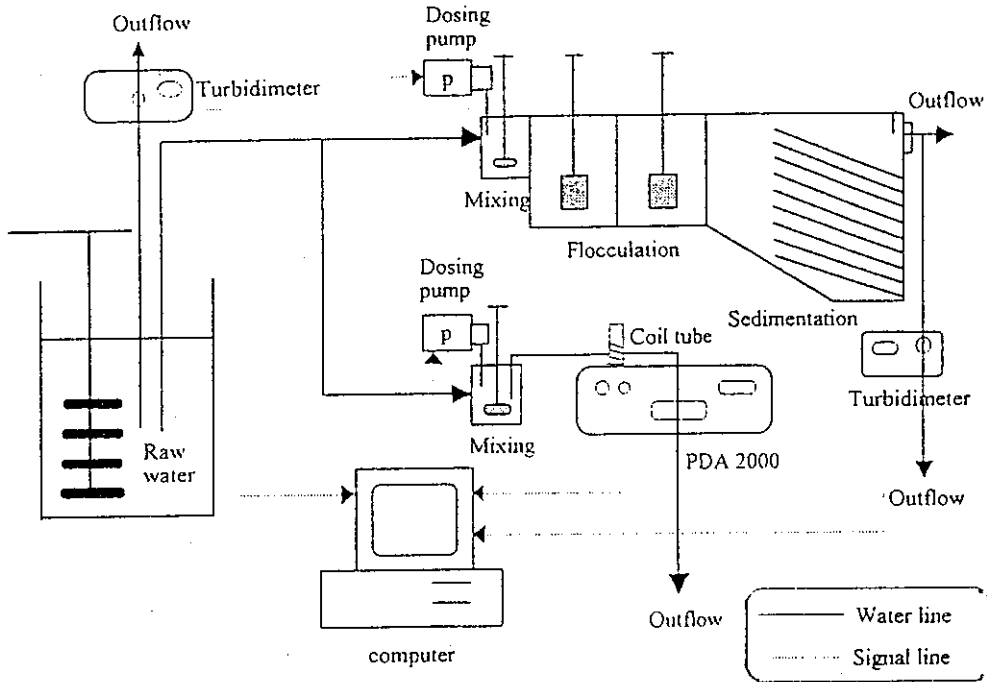 Outflow
Turbidimeter
Dosing
pump
p
Mixing
Flocculation
Sedimentation
Outflow
Turbidimeter
Outflow
Dosing
pump
p
Mixing
Coil tube
PDA 2000
Outflow
Raw
water
computer
Water line
Signal line